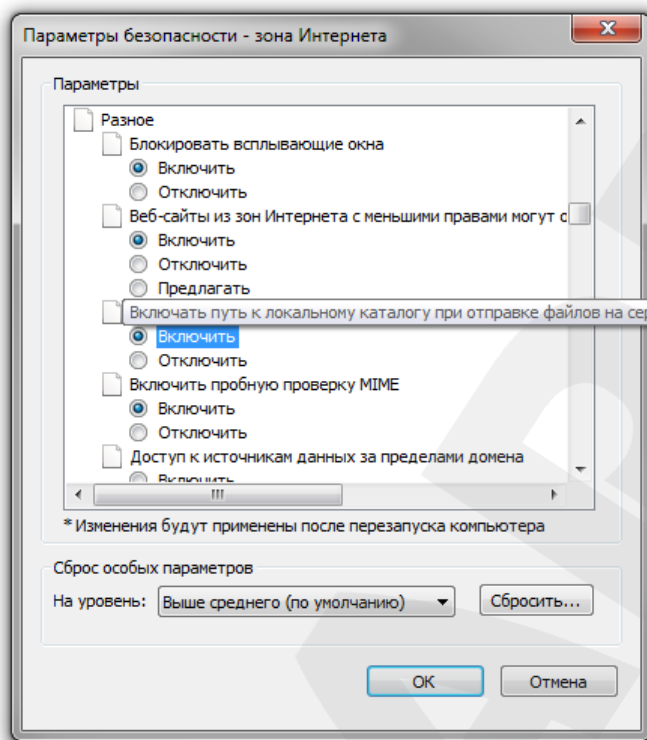 Параметры безопасности - зона Интернета
Параметры
Разное
Блокировать всплывающие окна
Включить
Отключить
Веб-сайты из зон Интернета с меньшими правами могут о
Включить
Отключить
Предлагать
Включать путь к локальному каталогу при отправке файлов на сер
Включить
Отключить
Включить пробную проверку MIME
Включить
Отключить
Доступ к источникам данных за пределами домена
Включить
* Изменения будут применены после перезапуска компьютера
Сброс особых параметров
На уровень: Выше среднего (по умолчанию) Сбросить...
ОК Отмена